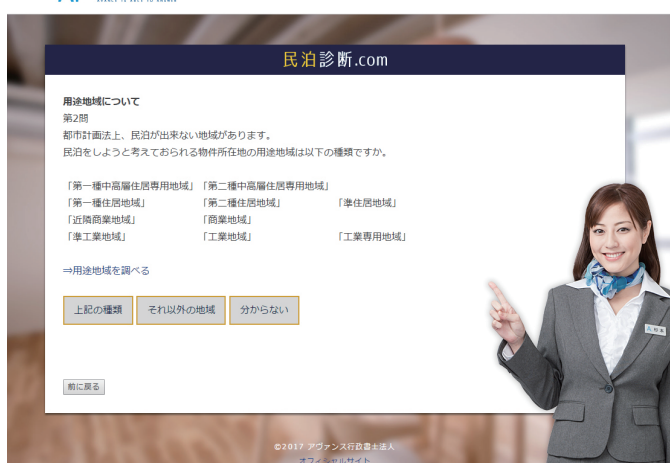 民泊診断.com
用途地域について
第2問
都市計画法上、民泊が出来ない地域があります。
民泊をしようと考えておられる物件所在地の用途地域は以下の種類ですか。
「第一種中高層住居専用地域」「第二種中高層住居専用地域」
「第一種住居地域」 「第二種住居地域」 「準住居地域」
「近隣商業地域」 「商業地域」
「準工業地域」 「工業地域」 「工業専用地域」
⇒用途地域を調べる
上記の種類 それ以外の地域 分からない
前に戻る
©2017 アヴァンス行政書士法人
オフィシャルサイト